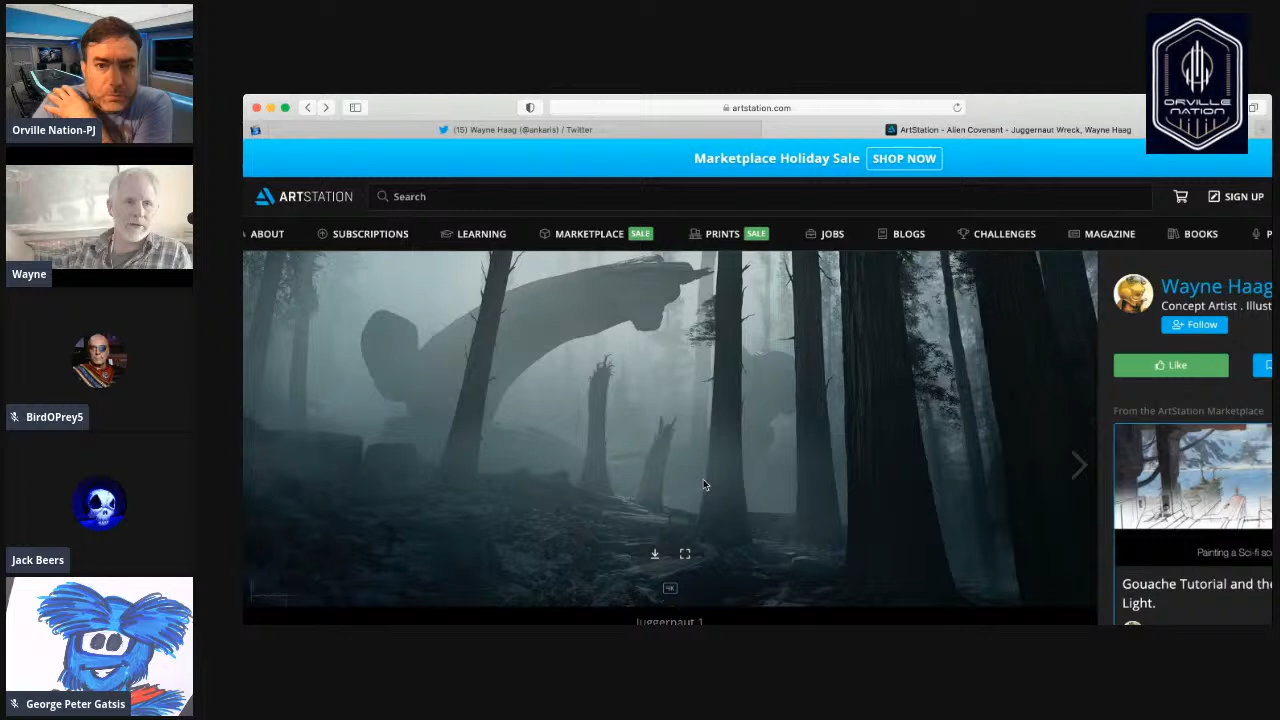 Orville Nation-PJ
Wayne
BirdOPrey5
Jack Beers
George Peter Gatsis
ORVILLE
NATION
artstation.com
(15) Wayne Haag (@ankaris) / Twitter
ArtStation - Alien Covenant - Juggernaut Wreck, Wayne Haag
Marketplace Holiday Sale SHOP NOW
ARTSTATION Search SIGN UP
ABOUT SUBSCRIPTIONS LEARNING MARKETPLACE SALE PRINTS SALE JOBS BLOGS CHALLENGES MAGAZINE BOOKS P
Wayne Haag
Concept Artist . Illust
Follow
Like
From the ArtStation Marketplace
Painting a Sci-fi sc
Gouache Tutorial and the
Light.
4K
Juggernaut 1